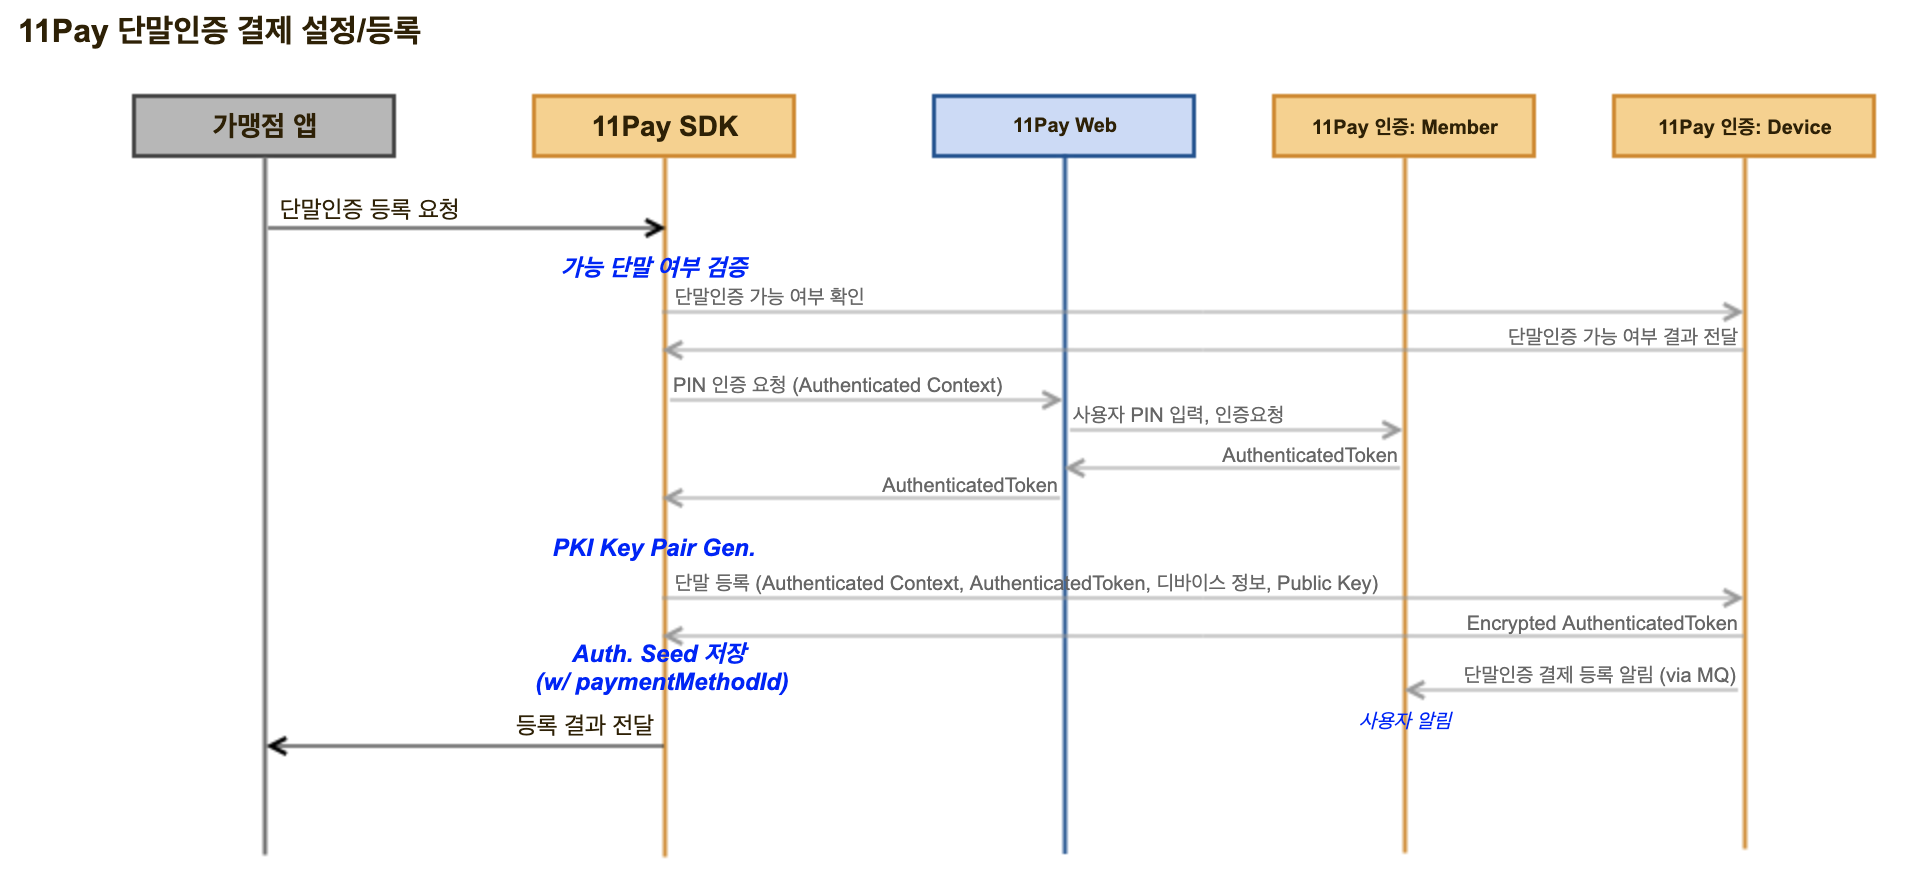 11Pay 단말인증 결제 설정/등록
가맹점 앱
11Pay SDK
11Pay Web
11Pay 인증: Member
11Pay 인증: Device
단말인증 등록 요청
가능 단말 여부 검증
단말인증 가능 여부 확인
단말인증 가능 여부 결과 전달
PIN 인증 요청 (Authenticated Context)
사용자 PIN 입력, 인증요청
AuthenticatedToken
AuthenticatedToken
PKI Key Pair Gen.
단말 등록 (Authenticated Context, AuthenticatedToken, 디바이스 정보, Public Key)
Encrypted AuthenticatedToken
Auth. Seed 저장
(w/ paymentMethodId)
단말인증 결제 등록 알림 (via MQ)
사용자 알림
등록 결과 전달